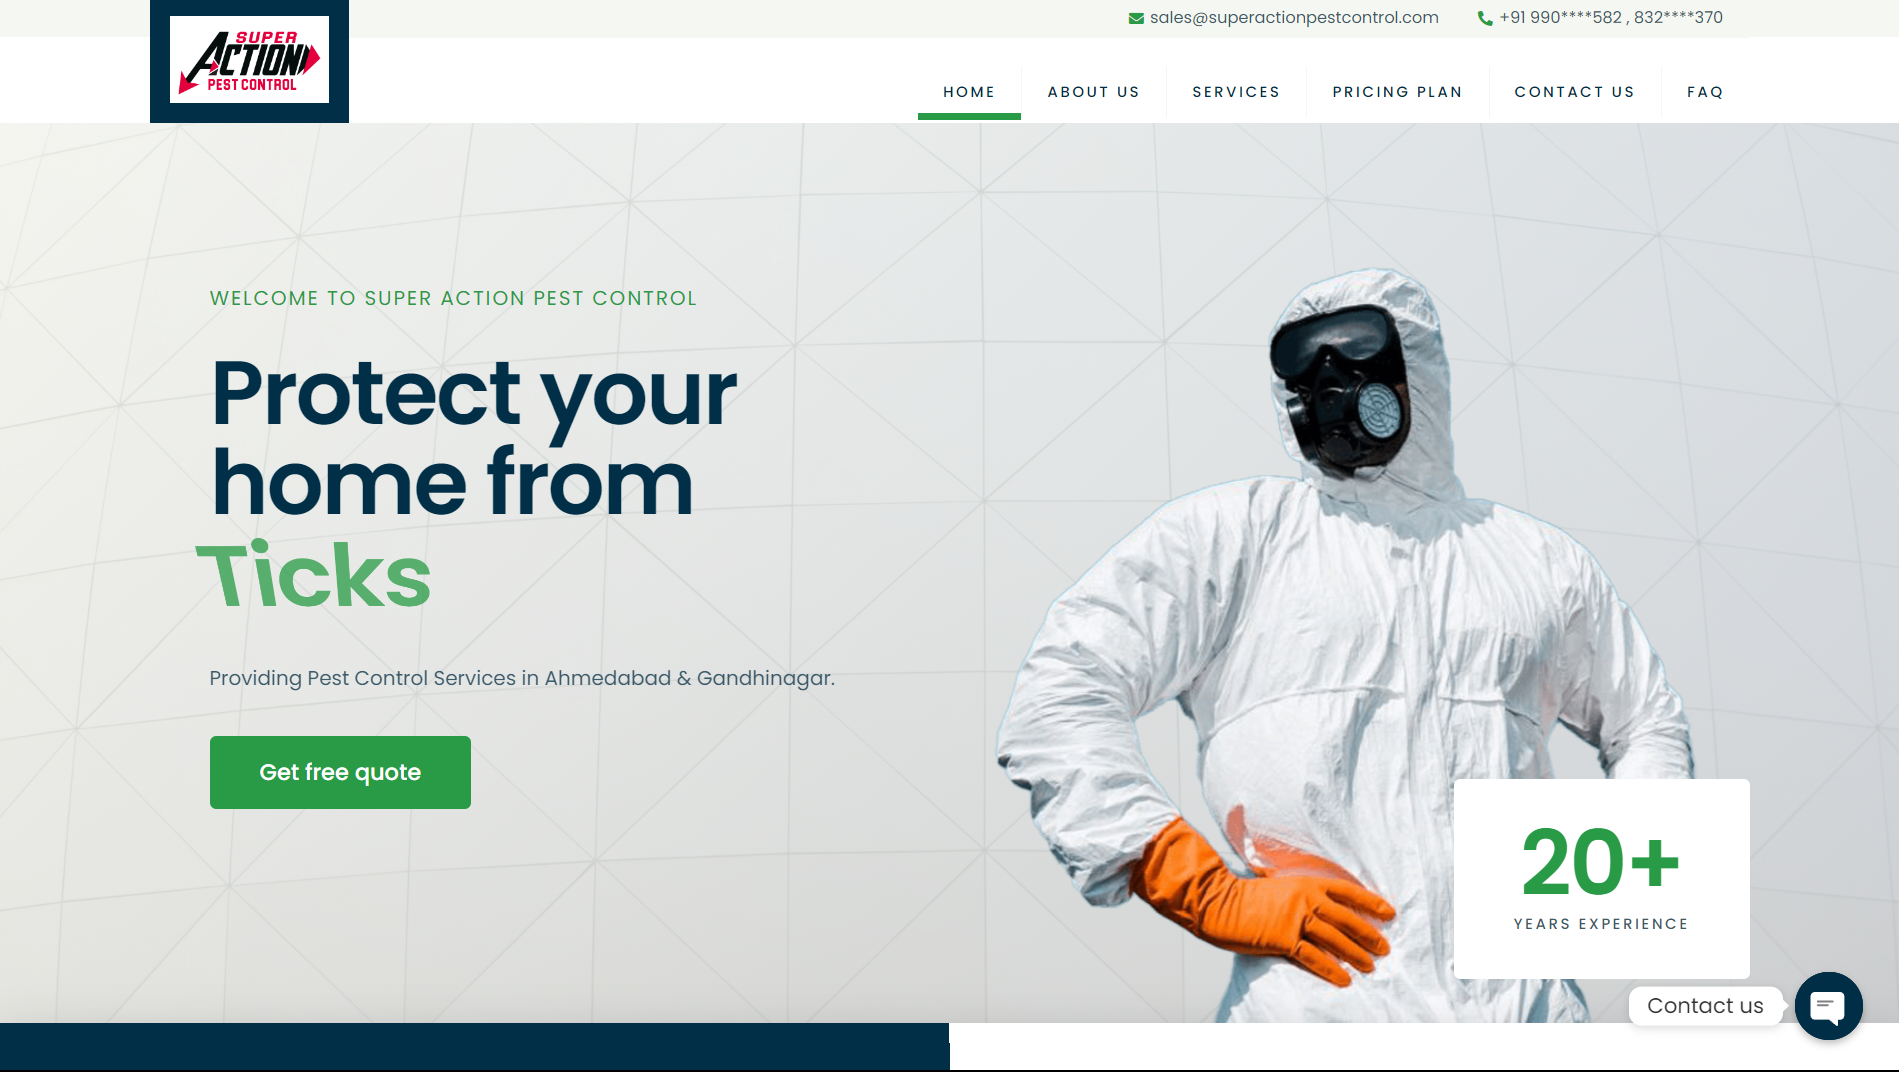 SUPER
ACTION
PEST CONTROL
sales@superactionpestcontrol.com
+91 990****582 , 832****370
HOME
ABOUT US
SERVICES
PRICING PLAN
CONTACT US
FAQ
WELCOME TO SUPER ACTION PEST CONTROL
Protect your
home from
Ticks
Providing Pest Control Services in Ahmedabad & Gandhinagar.
Get free quote
20+
YEARS EXPERIENCE
Contact us